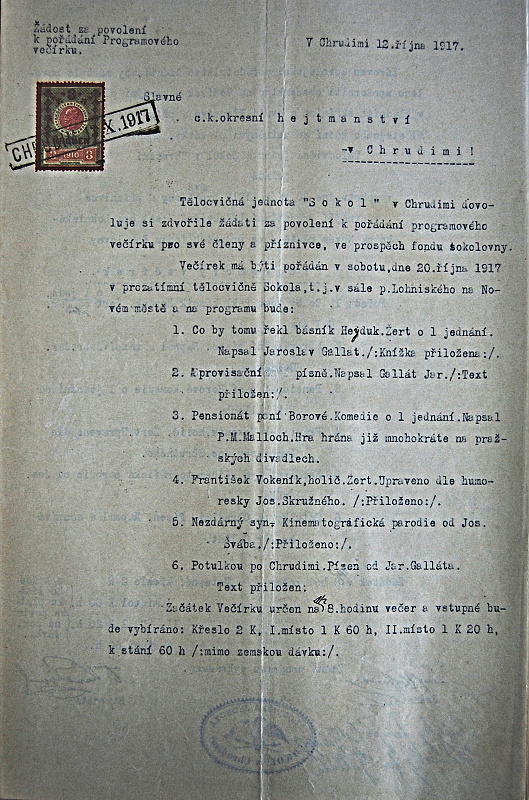 Žádost za povolení
k pořádání Programového
večírku.
V Chrudimi 12.října 1917.
Slavné
c.k.okresní hejtmanství
v Chrudimi!
X.1917
1910
Tělocvičná jednota "Sokol" v Chrudimi dovo-
luje si zdvořile žádati za povolení k pořádání programového
večírku pro své členy a příznivce, ve prospěch fondu sokolovny.
Večírek má býti pořádán v sobotu,dne 20.října 1917
v prozatímní tělocvičně Sokola,t.j.v sále p.Lohniského na No-
vém městě a na programu bude:
1. Co by tomu řekl básník Heyduk.Žert o 1 jednání.
Napsal Jaroslav Gallat./:Knížka přiložena:/.
2. Aprovisační písně.Napsal Gallát Jar./:Text
přiložen:/.
3. Pensionát paní Borové.Komedie o 1 jednání.Napsal
P.M.Malloch.Hra hrána již mnohokráte na praž-
ských divadlech.
4. František Vokeník,holič.Žert.Upraveno dle humo-
resky Jos.Skružného. /:Přiloženo:/.
5. Nezdárný syn. Kinematografická parodie od Jos.
Švába./:Přiloženo:/.
6. Potulkou po Chrudimi.Písen od Jar.Galláta.
Text přiložen:
Začátek Večírku určen na 8.hodinu večer a vstupné bu-
de vybíráno: Křeslo 2 K, I.místo 1 K 60 h, II.místo 1 K 20 h,
k stání 60 h /:mimo zemskou dávku:/.